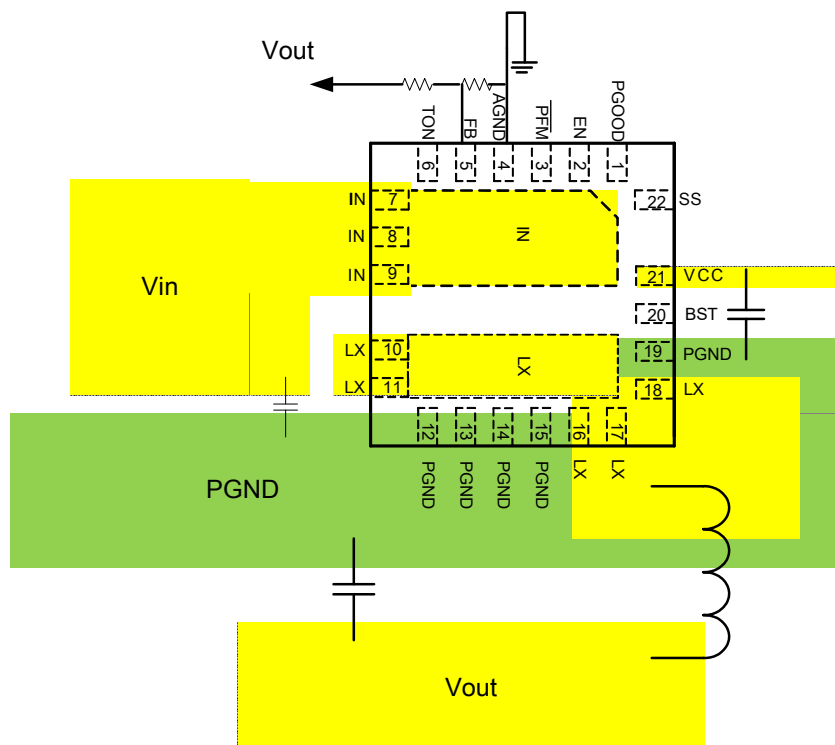 Vout
TON
FB
AGND
PFM
EN
PGOOD
6
5
4
3
2
1
IN 7
22 SS
IN 8
IN
IN 9
21 VCC
Vin
20 BST
LX 10
19 PGND
LX
LX 11
18 LX
12
13
14
15
16
17
PGND
PGND
PGND
PGND
LX
LX
PGND
Vout